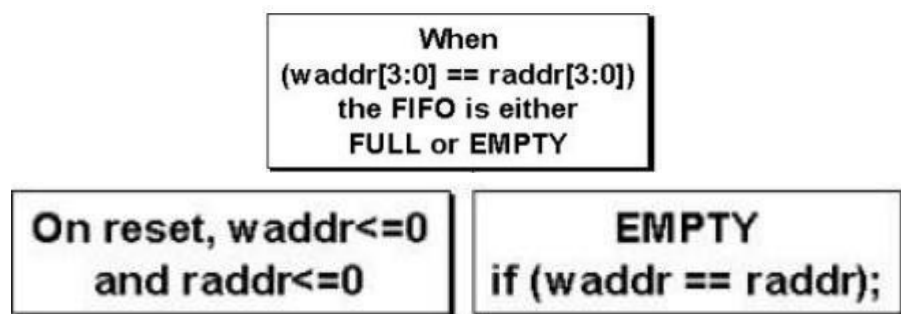 When
(waddr[3:0] == raddr[3:0])
the FIFO is either
FULL or EMPTY
On reset, waddr<=0
and raddr<=0
EMPTY
if (waddr == raddr);